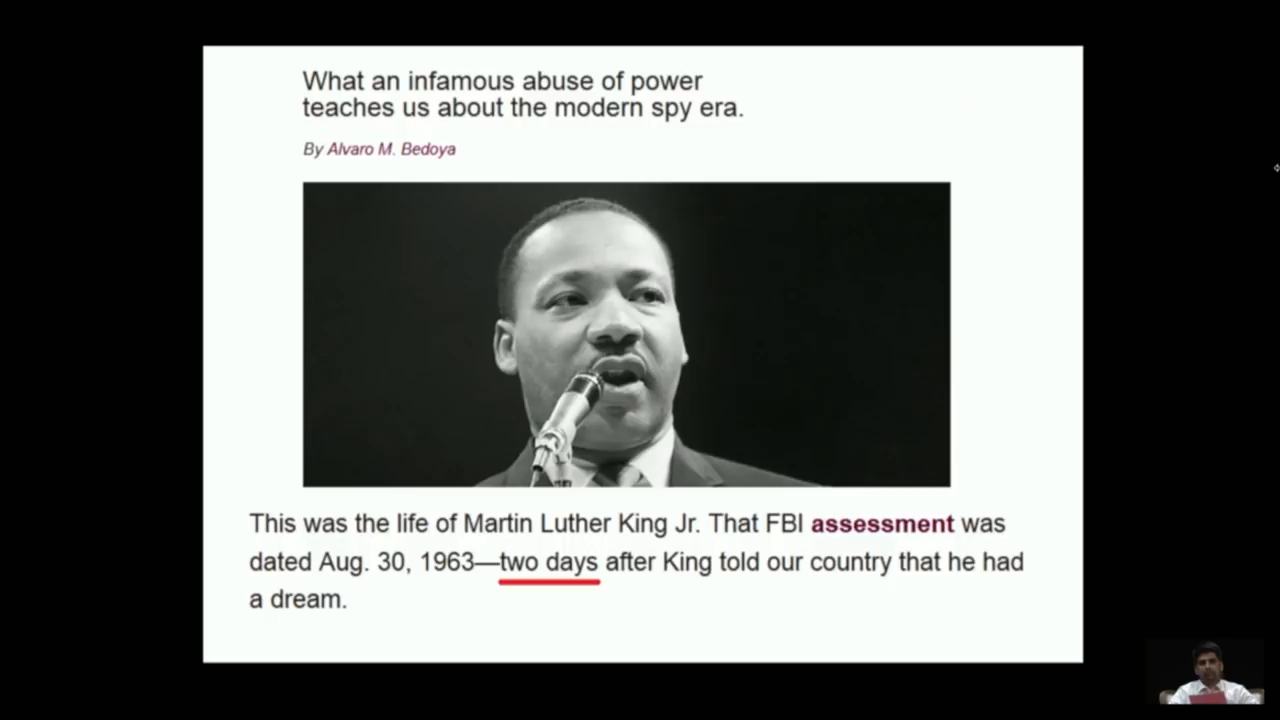 What an infamous abuse of power
teaches us about the modern spy era.
By Alvaro M. Bedoya
This was the life of Martin Luther King Jr. That FBI assessment was
dated Aug. 30, 1963—two days after King told our country that he had
a dream.